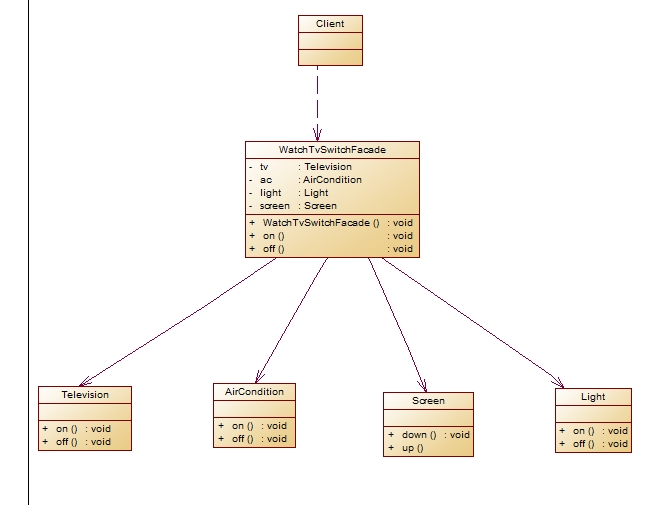 Client
WatchTvSwitchFacade
- tv : Television
- ac : AirCondition
- light : Light
- screen : Screen
+ WatchTvSwitchFacade () : void
+ on () : void
+ off () : void
Television
+ on () : void
+ off () : void
AirCondition
+ on () : void
+ off () : void
Screen
+ down () : void
+ up ()
Light
+ on () : void
+ off () : void